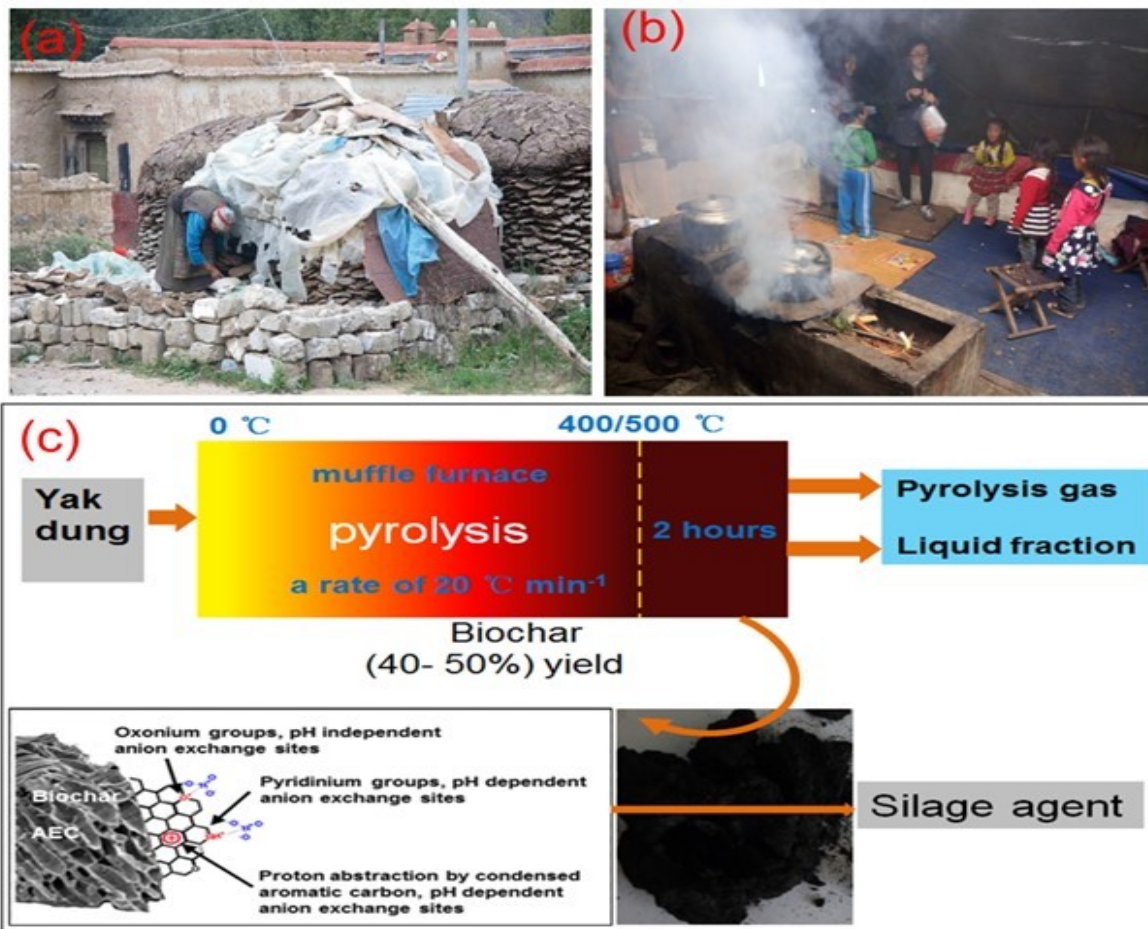 (a)
(b)
(c)
0 ℃
400/500 ℃
Yak
dung
muffle furnace
pyrolysis
2 hours
a rate of 20 ℃ min⁻¹
Pyrolysis gas
Liquid fraction
Biochar
(40- 50%) yield
Oxonium groups, pH independent
anion exchange sites
Pyridinium groups, pH dependent
anion exchange sites
Biochar
AEC
Proton abstraction by condensed
aromatic carbon, pH dependent
anion exchange sites
Silage agent